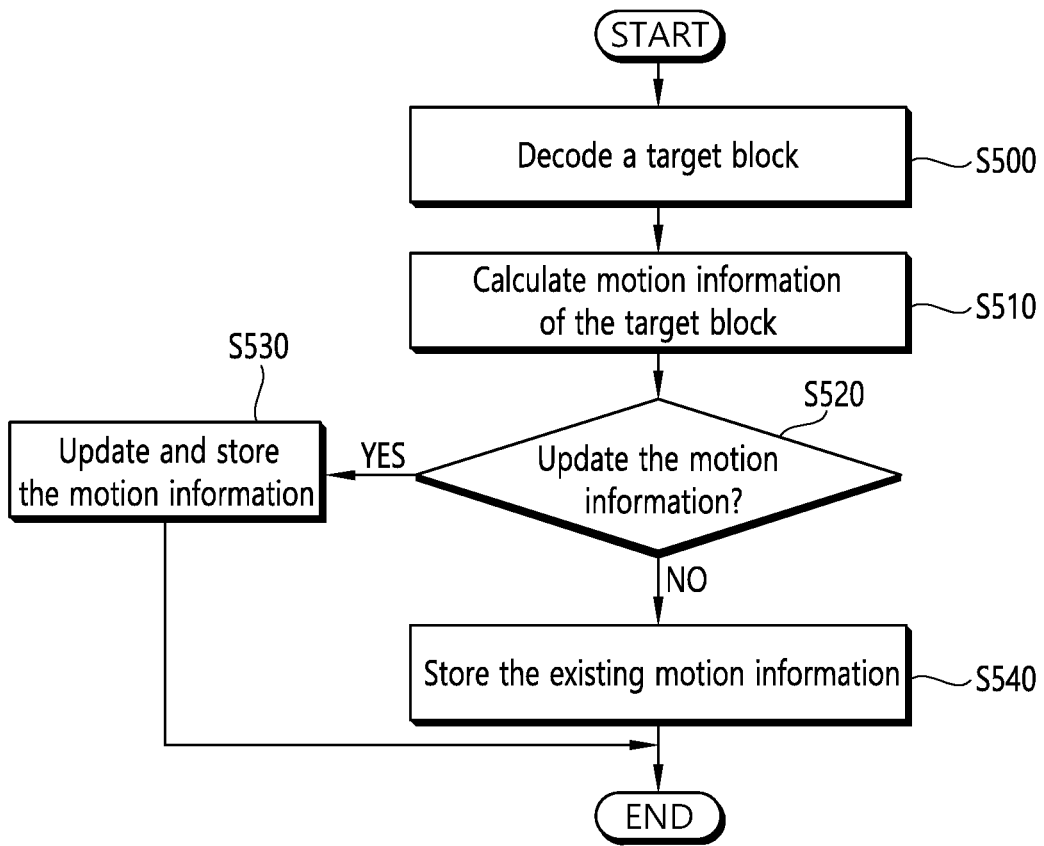 START
Decode a target block
S500
Calculate motion information
of the target block
S510
S520
Update the motion
information?
YES
S530
Update and store
the motion information
NO
Store the existing motion information
S540
END